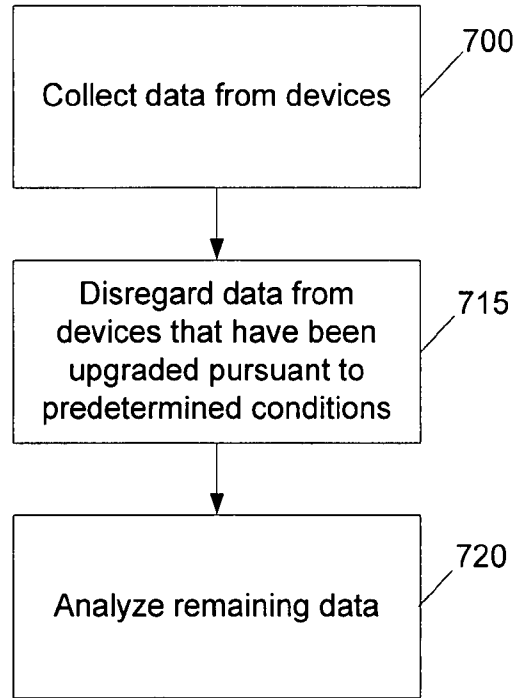 700
Collect data from devices
Disregard data from
devices that have been
upgraded pursuant to
predetermined conditions
715
720
Analyze remaining data